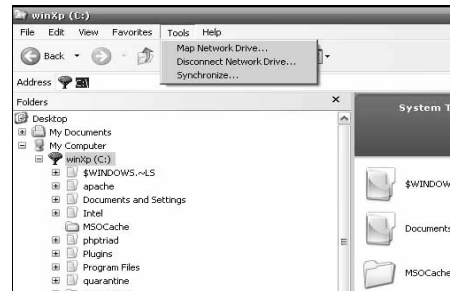 winXp (C:)
File Edit View Favorites Tools Help
Back
Map Network Drive...
Disconnect Network Drive...
Synchronize...
Address
Folders
System T
Desktop
My Documents
My Computer
winXp (C:)
$WINDOWS.~LS
apache
Documents and Settings
Intel
MSOCache
phptriad
Plugins
Program Files
quarantine
$WINDOW
Documents
MSOCache